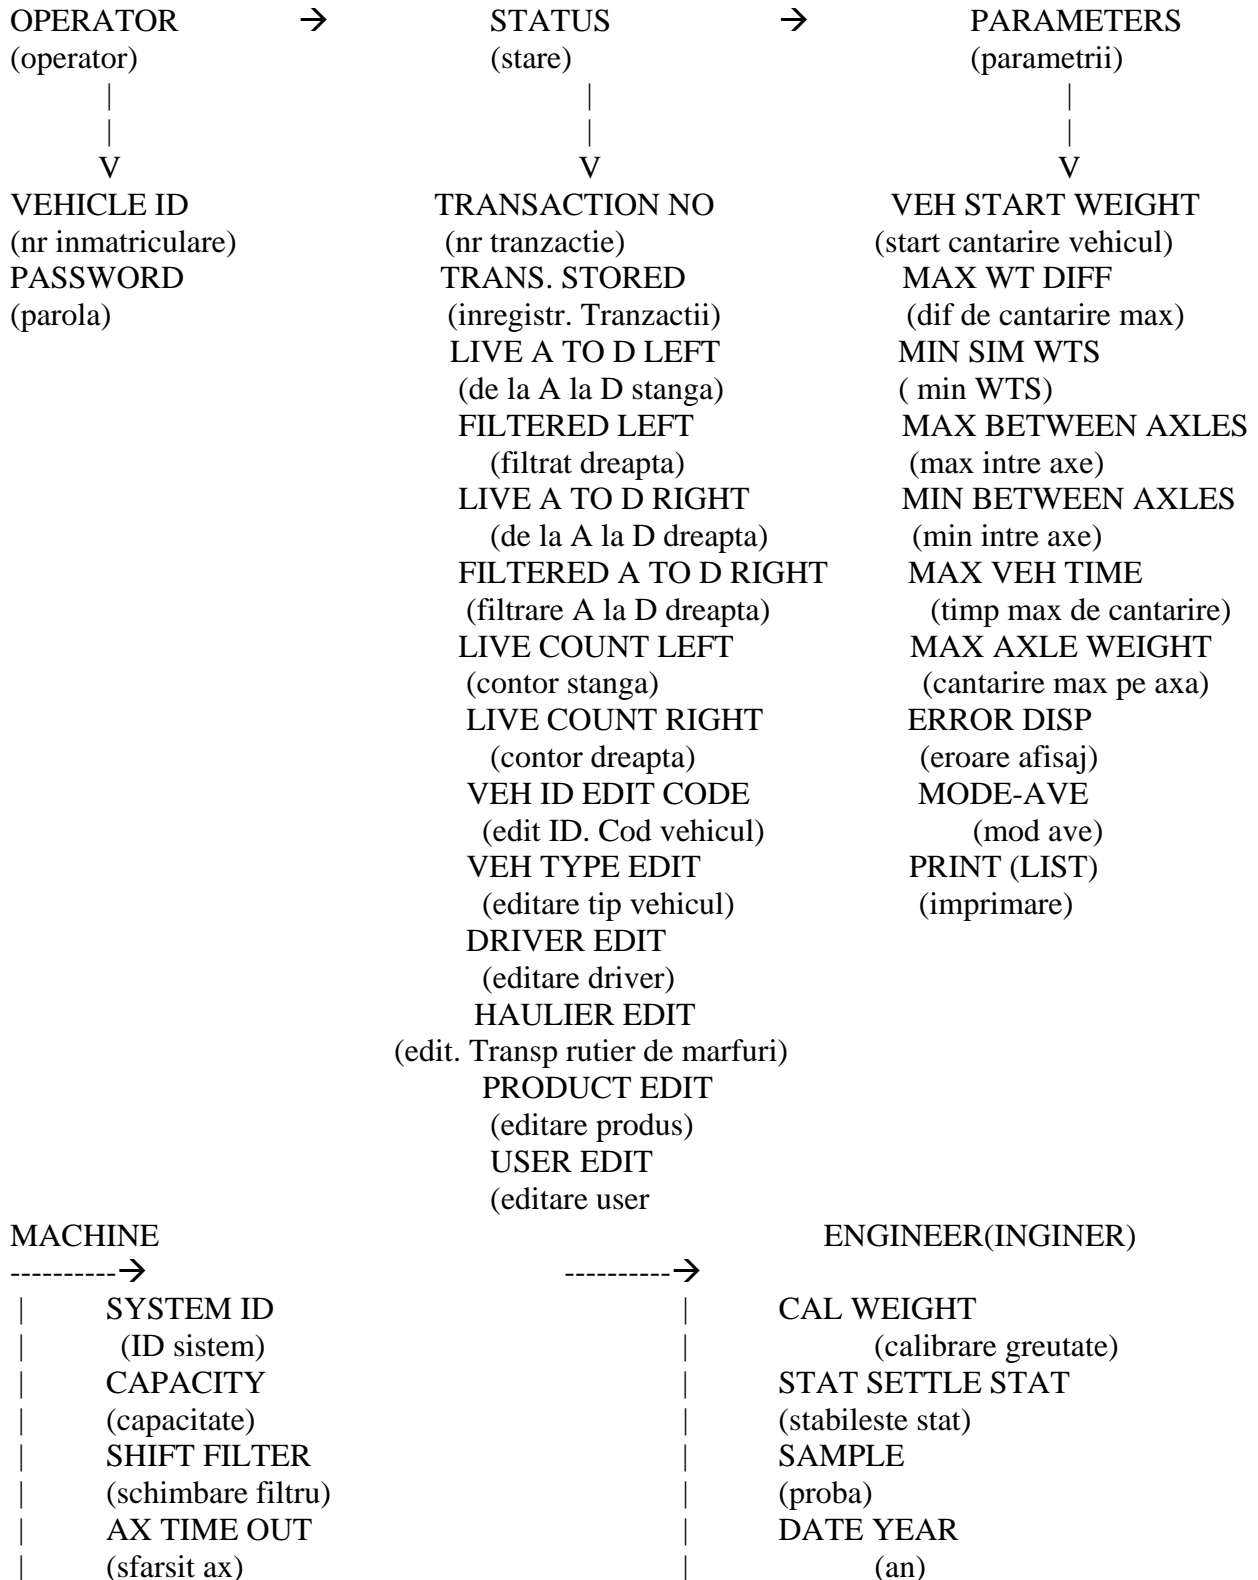 OPERATOR → STATUS → PARAMETERS
(operator) (stare) (parametrii)
| | |
| | |
V V V
VEHICLE ID TRANSACTION NO VEH START WEIGHT
(nr inmatriculare) (nr tranzactie) (start cantarire vehicul)
PASSWORD TRANS. STORED MAX WT DIFF
(parola) (inregistr. Tranzactii) (dif de cantarire max)
LIVE A TO D LEFT MIN SIM WTS
(de la A la D stanga) ( min WTS)
FILTERED LEFT MAX BETWEEN AXLES
(filtrat dreapta) (max intre axe)
LIVE A TO D RIGHT MIN BETWEEN AXLES
(de la A la D dreapta) (min intre axe)
FILTERED A TO D RIGHT MAX VEH TIME
(filtrare A la D dreapta) (timp max de cantarire)
LIVE COUNT LEFT MAX AXLE WEIGHT
(contor stanga) (cantarire max pe axa)
LIVE COUNT RIGHT ERROR DISP
(contor dreapta) (eroare afisaj)
VEH ID EDIT CODE MODE-AVE
(edit ID. Cod vehicul) (mod ave)
VEH TYPE EDIT PRINT (LIST)
(editare tip vehicul) (imprimare)
DRIVER EDIT
(editare driver)
HAULIER EDIT
(edit. Transp rutier de marfuri)
PRODUCT EDIT
(editare produs)
USER EDIT
(editare user
MACHINE ENGINEER(INGINER)
----------→ ----------→
| SYSTEM ID | CAL WEIGHT
| (ID sistem) | (calibrare greutate)
| CAPACITY | STAT SETTLE STAT
| (capacitate) | (stabileste stat)
| SHIFT FILTER | SAMPLE
| (schimbare filtru) | (proba)
| AX TIME OUT | DATE YEAR
| (sfarsit ax) | (an)